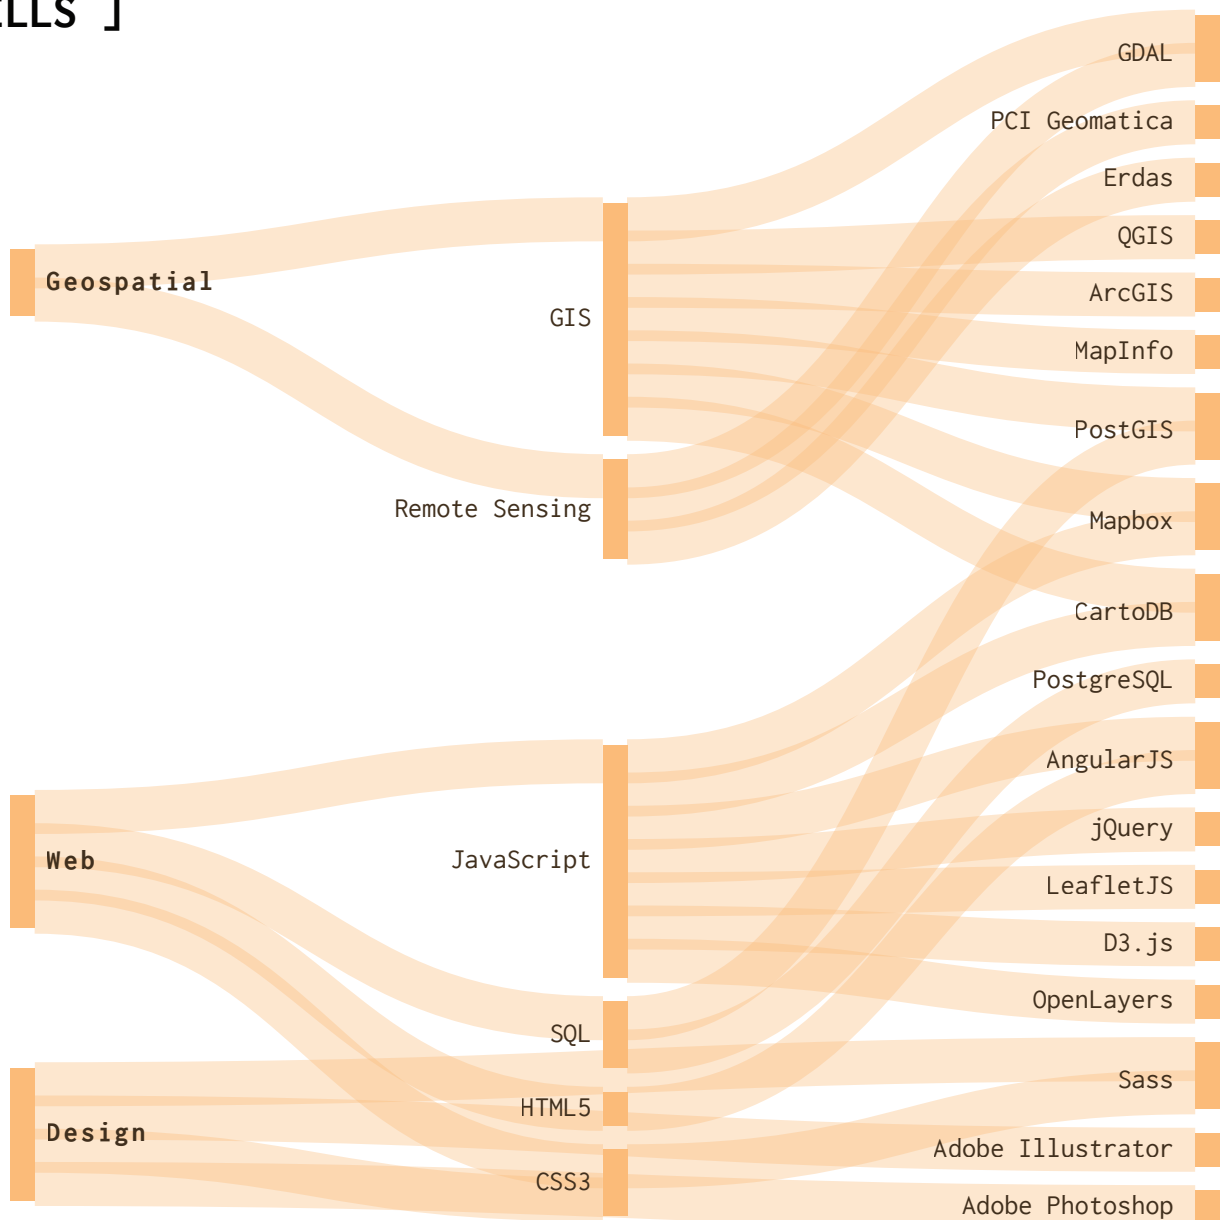 LLS ]
GDAL
PCI Geomatica
Erdas
QGIS
Geospatial
ArcGIS
GIS
MapInfo
PostGIS
Remote Sensing
Mapbox
CartoDB
PostgreSQL
AngularJS
jQuery
Web
JavaScript
LeafletJS
D3.js
OpenLayers
SQL
Sass
HTML5
Design
Adobe Illustrator
CSS3
Adobe Photoshop